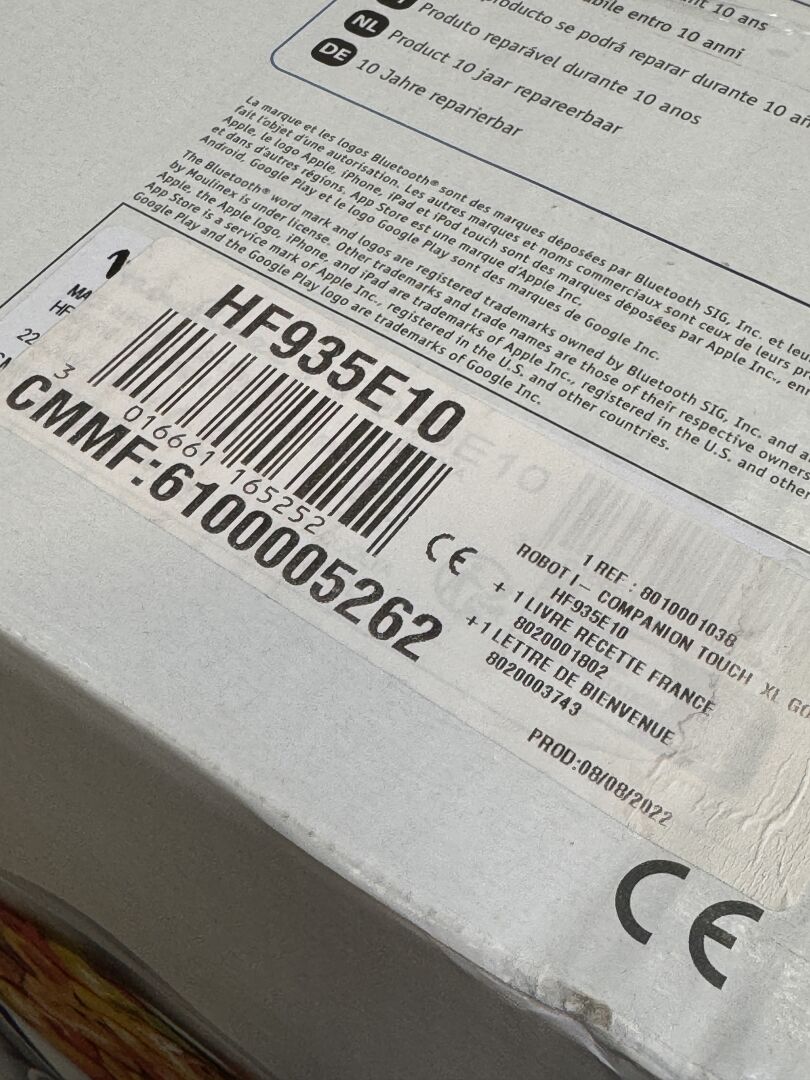 10 ans
entro 10 anni
producto se podrá reparar durante 10
Produto reparável durante 10 anos
NL Product 10 jaar repareerbaar
DE 10 Jahre reparierbar
La marque et les logos Bluetooth® sont des marques déposées par Bluetooth SIG, Inc. et
fait l'objet d'une autorisation. Les autres marques et noms commerciaux sont ceux de leurs
Apple, le logo Apple, iPhone, iPad et iPod touch sont des marques déposées par Apple Inc.,
et dans d'autres régions. App Store est une marque d'Apple Inc.
Android, Google Play et le logo Google Play sont des marques de Google Inc.
The Bluetooth® word mark and logos are registered trademarks owned by Bluetooth SIG, Inc. and
by Moulinex is under license. Other trademarks and trade names are those of their respective owners
Apple, the Apple logo, iPhone, and iPad are trademarks of Apple Inc., registered in the U.S. and other
App Store is a service mark of Apple Inc., registered in the U.S. and other countries.
Google Play and the Google Play logo are trademarks of Google Inc.
22
HF935E10
3 016661 165252
CMMF:6100005262
CE
1 REF : 801000103B
ROBOT I- COMPANION TOUCH XL
HF935E10
+ 1 LIVRE RECETTE FRANCE
8020001802
+1 LETTRE DE BIENVENUE
8020003743
PROD:08/08/2022
CE